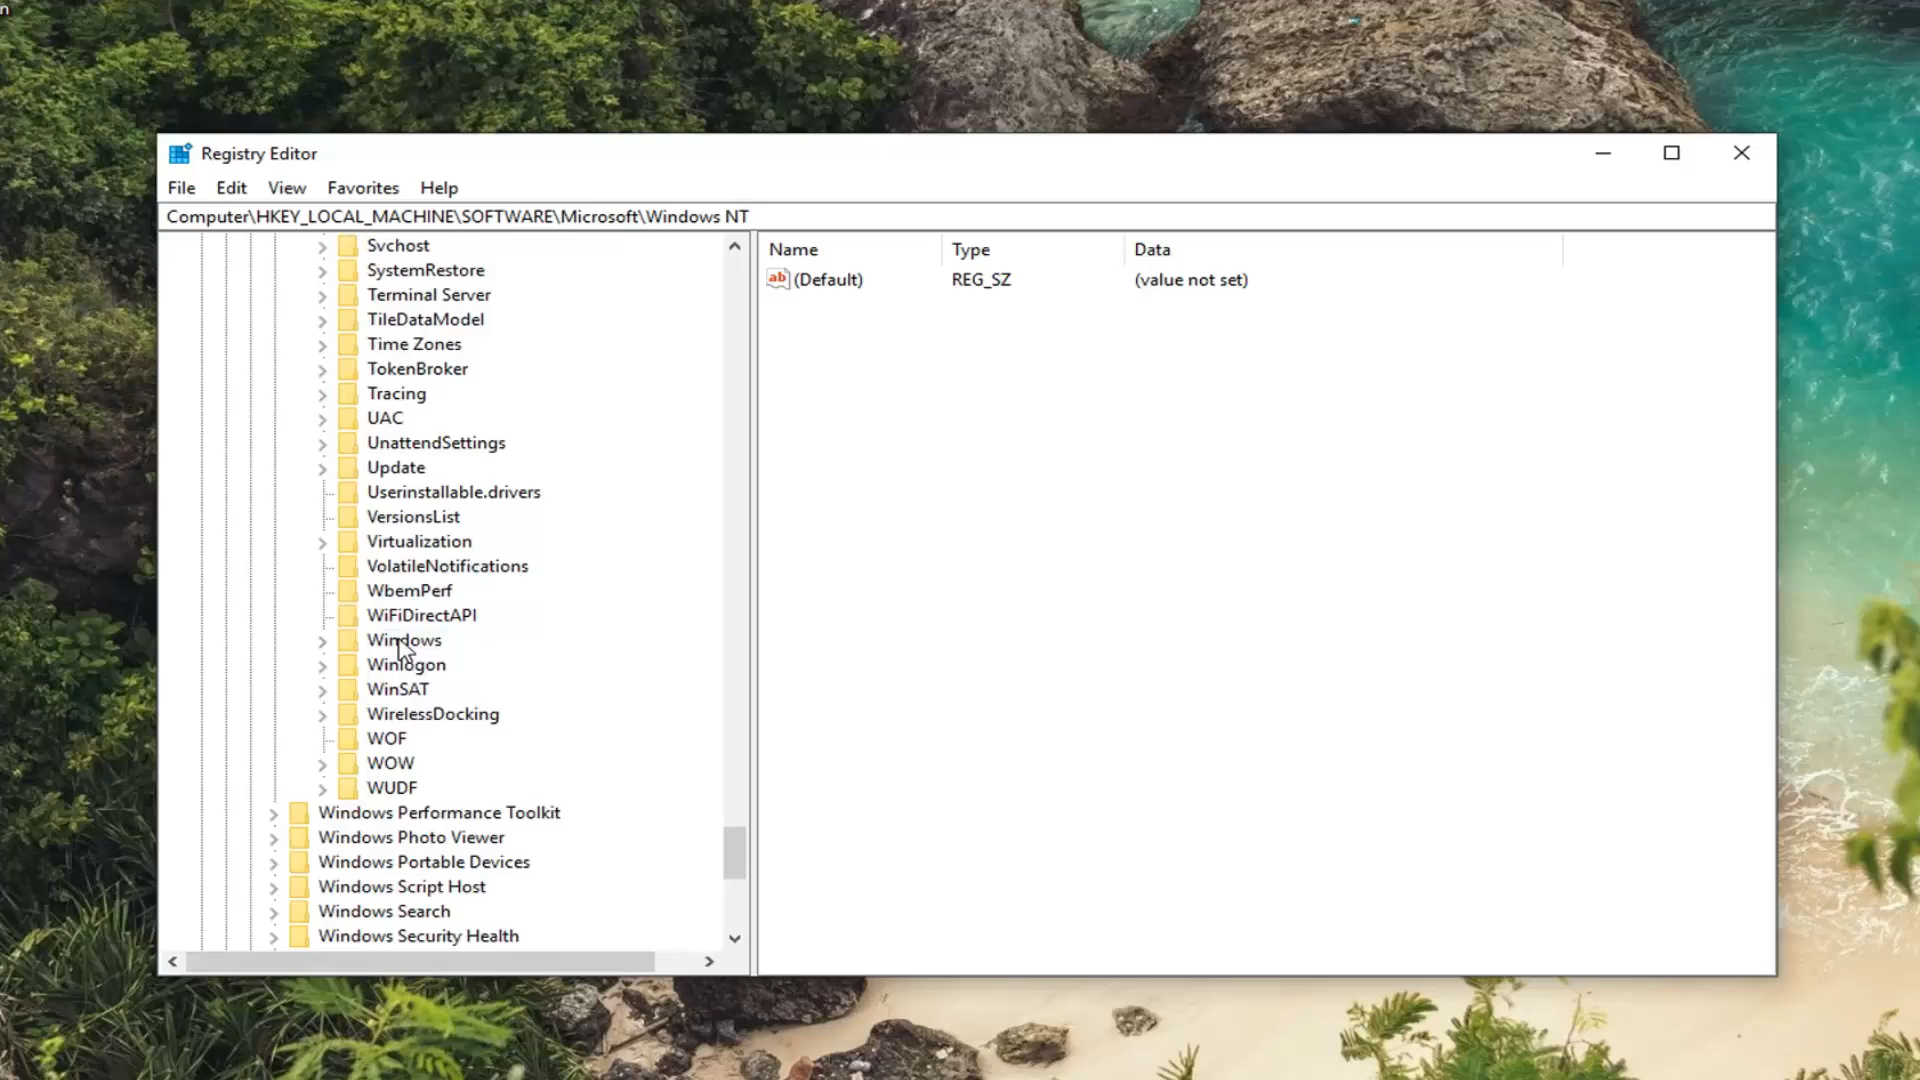 n
Registry Editor
File Edit View Favorites Help
Computer\HKEY_LOCAL_MACHINE\SOFTWARE\Microsoft\Windows NT
Svchost
SystemRestore
Terminal Server
TileDataModel
Time Zones
TokenBroker
Tracing
UAC
UnattendSettings
Update
Userinstallable.drivers
VersionsList
Virtualization
VolatileNotifications
WbemPerf
WiFiDirectAPI
Windows
Winlogon
WinSAT
WirelessDocking
WOF
WOW
WUDF
Windows Performance Toolkit
Windows Photo Viewer
Windows Portable Devices
Windows Script Host
Windows Search
Windows Security Health
Name Type Data
ab (Default) REG_SZ (value not set)